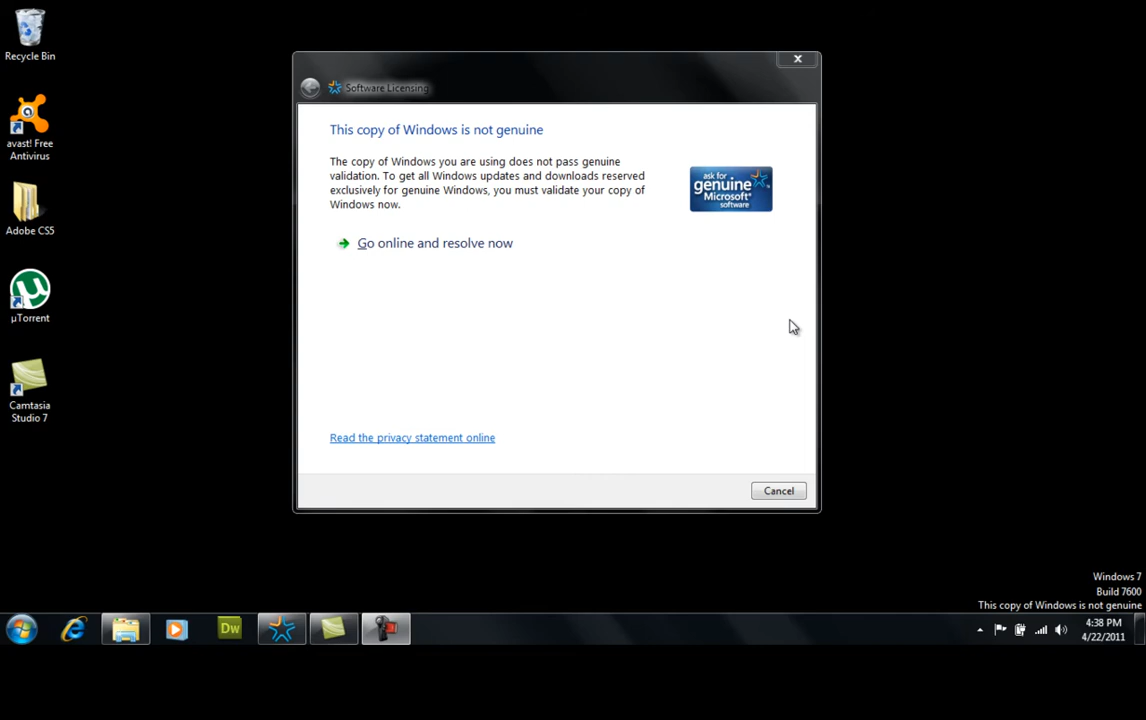 Recycle Bin
avast! Free
Antivirus
Adobe CS5
µ
µTorrent
Camtasia
Studio 7
Software Licensing
This copy of Windows is not genuine
The copy of Windows you are using does not pass genuine
validation. To get all Windows updates and downloads reserved
exclusively for genuine Windows, you must validate your copy of
Windows now.
ask for
genuine
Microsoft®
software
Go online and resolve now
Read the privacy statement online
Cancel
Windows 7
Build 7600
This copy of Windows is not genuine
Dw
4:38 PM
4/22/2011